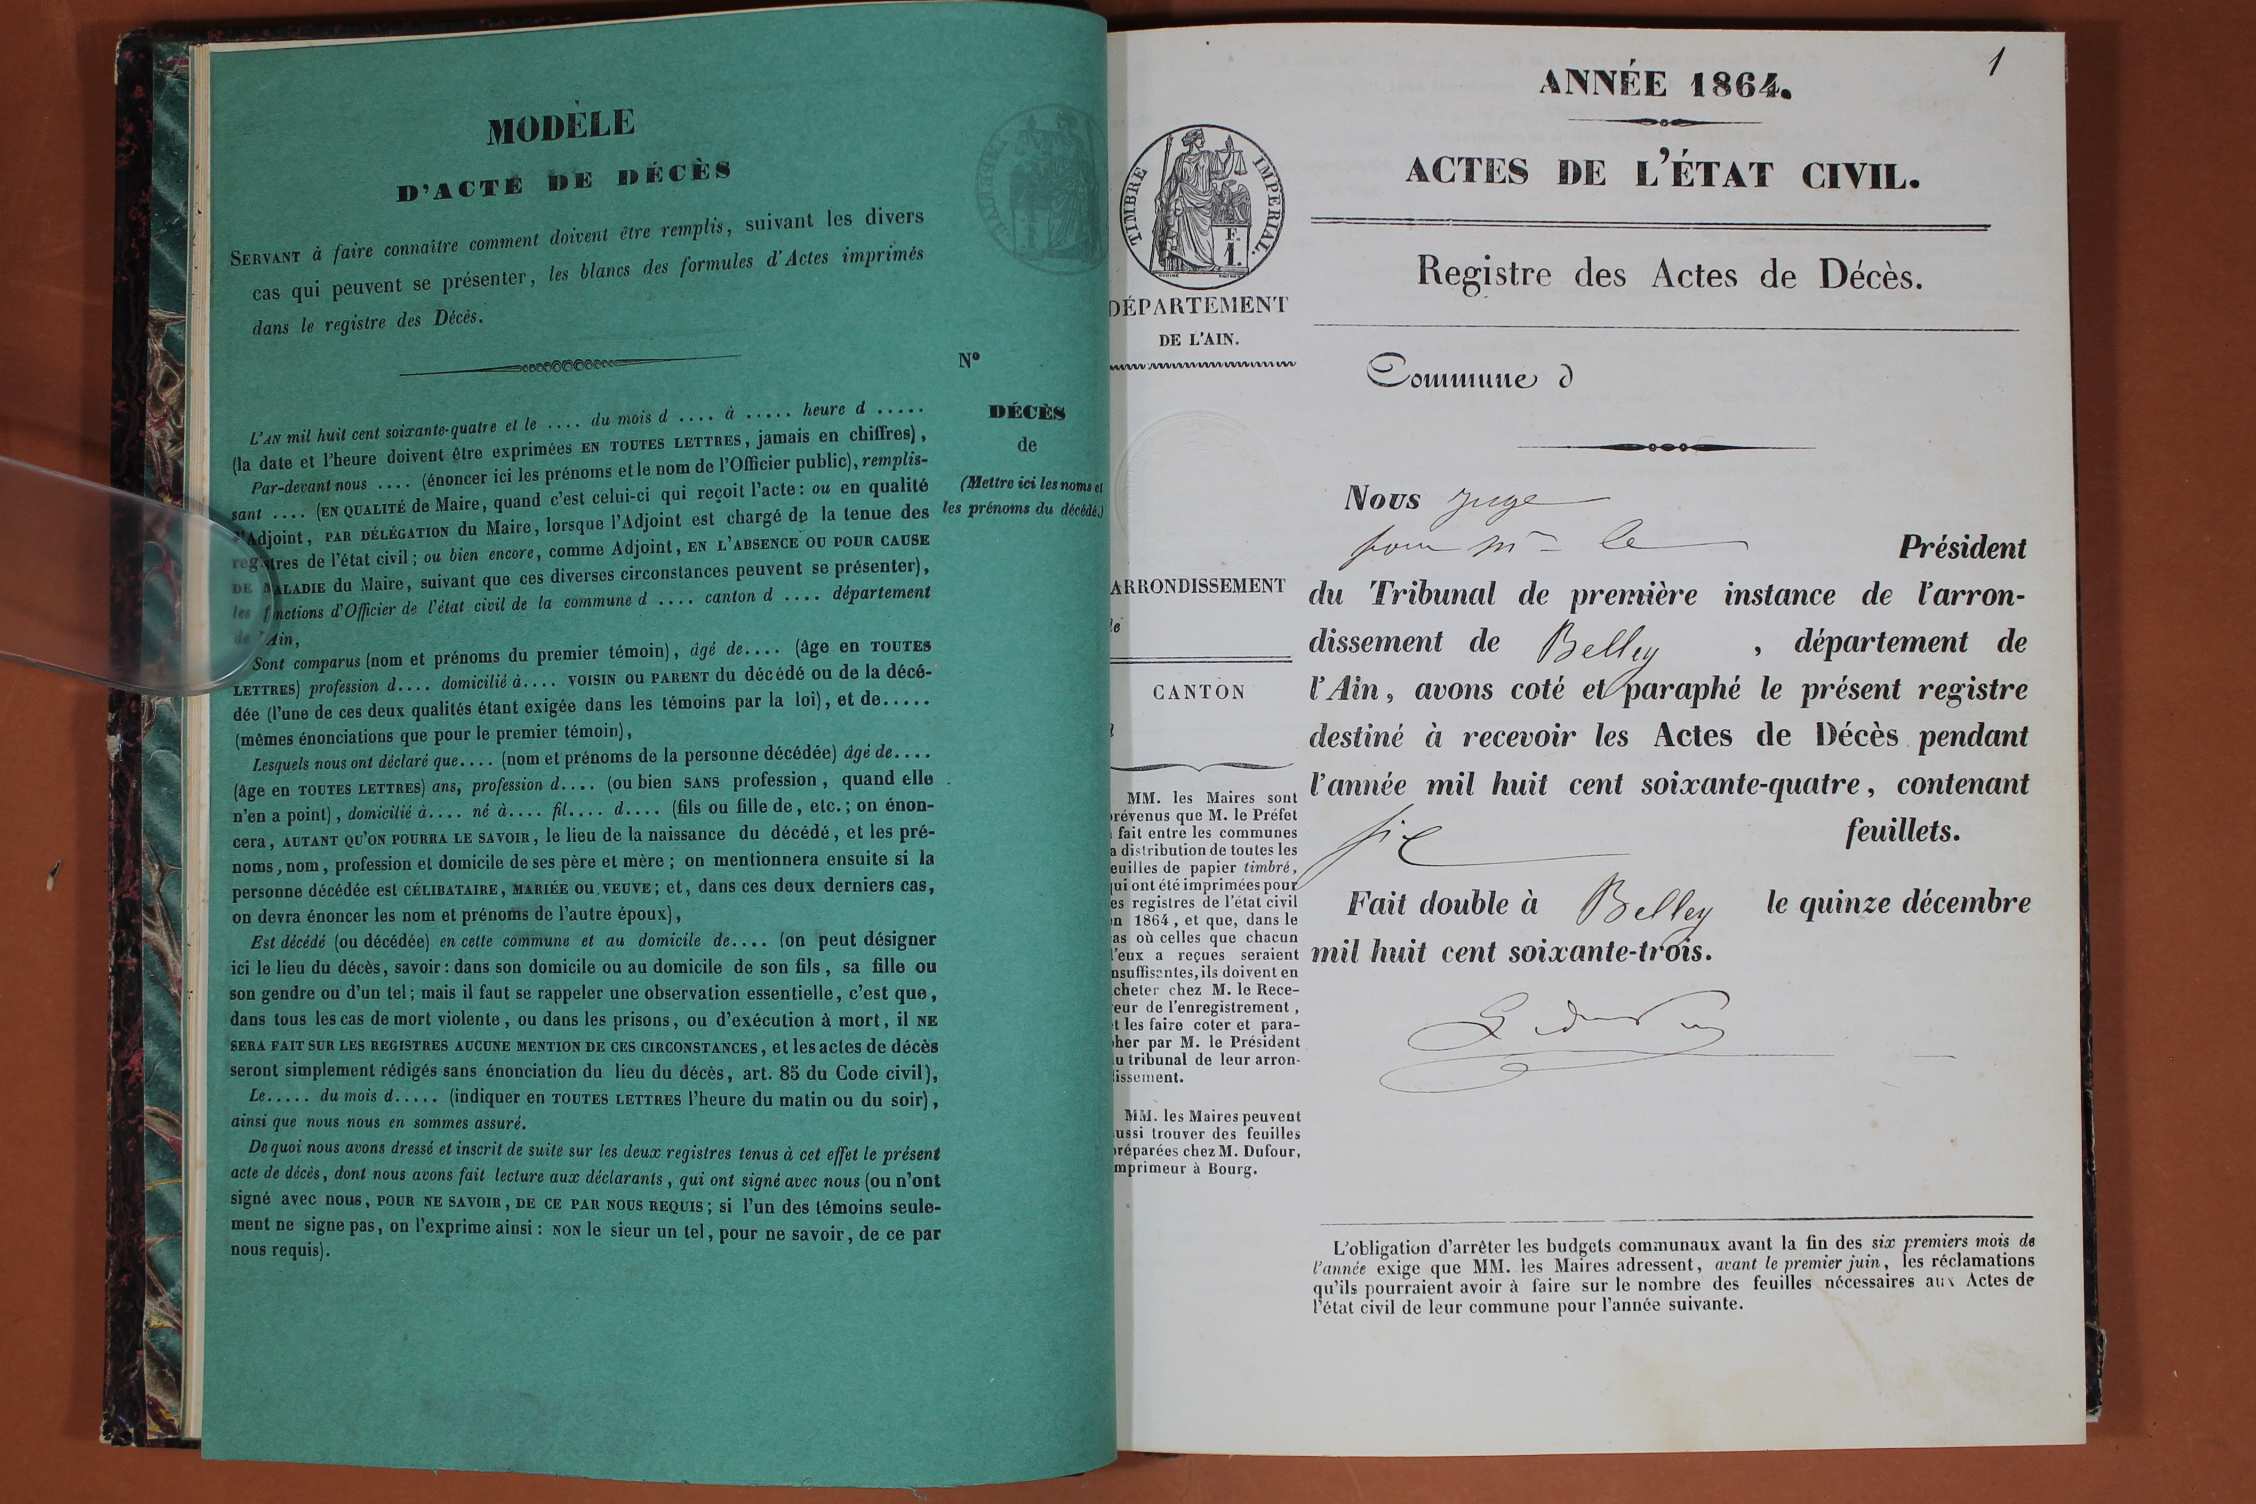 MODÈLE
D'ACTE DE DÉCÈS
SERVANT à faire connaître comment doivent être remplis, suivant les divers
cas qui peuvent se présenter, les blancs des formules d'Actes imprimés
dans le registre des Décès.
L'AN mil huit cent soixante-quatre et le .... du mois d .... à ..... heure d .....
(la date et l'heure doivent être exprimées EN TOUTES LETTRES, jamais en chiffres),
Par-devant nous .... (énoncer ici les prénoms et le nom de l'Officier public), remplis-
sant .... (EN QUALITÉ de Maire, quand c'est celui-ci qui reçoit l'acte: ou en qualité
d'Adjoint, PAR DÉLÉGATION du Maire, lorsque l'Adjoint est chargé de la tenue des
registres de l'état civil; ou bien encore, comme Adjoint, EN L'ABSENCE OU POUR CAUSE
DE MALADIE du Maire, suivant que ces diverses circonstances peuvent se présenter),
les fonctions d'Officier de l'état civil de la commune d .... canton d .... département
de l'Ain,
Sont comparus (nom et prénoms du premier témoin), âgé de.... (âge en TOUTES
LETTRES) profession d.... domicilié à.... VOISIN OU PARENT du décédé ou de la décé-
dée (l'une de ces deux qualités étant exigée dans les témoins par la loi), et de.....
(mêmes énonciations que pour le premier témoin),
Lesquels nous ont déclaré que.... (nom et prénoms de la personne décédée) âgé de....
(âge en TOUTES LETTRES) ans, profession d.... (ou bien SANS profession, quand elle
n'en a point), domicilié à.... né à.... fil.... d.... (fils ou fille de, etc.; on énon-
cera, AUTANT QU'ON POURRA LE SAVOIR, le lieu de la naissance du décédé, et les pré-
noms, nom, profession et domicile de ses père et mère; on mentionnera ensuite si la
personne décédée est CÉLIBATAIRE, MARIÉE OU VEUVE; et, dans ces deux derniers cas,
on devra énoncer les nom et prénoms de l'autre époux),
Est décédé (ou décédée) en cette commune et au domicile de.... (on peut désigner
ici le lieu du décès, savoir: dans son domicile ou au domicile de son fils, sa fille ou
son gendre ou d'un tel; mais il faut se rappeler une observation essentielle, c'est que,
dans tous les cas de mort violente, ou dans les prisons, ou d'exécution à mort, il NE
SERA FAIT SUR LES REGISTRES AUCUNE MENTION DE CES CIRCONSTANCES, et les actes de décès
seront simplement rédigés sans énonciation du lieu du décès, art. 85 du Code civil),
Le..... du mois d..... (indiquer en TOUTES LETTRES l'heure du matin ou du soir),
ainsi que nous nous en sommes assuré.
De quoi nous avons dressé et inscrit de suite sur les deux registres tenus à cet effet le présent
acte de décès, dont nous avons fait lecture aux déclarants, qui ont signé avec nous (ou n'ont
signé avec nous, POUR NE SAVOIR, DE CE PAR NOUS REQUIS; si l'un des témoins seule-
ment ne signe pas, on l'exprime ainsi: NON le sieur un tel, pour ne savoir, de ce par
nous requis).
N°
DÉCÈS
de
(Mettre ici les noms et
les prénoms du décédé.)
1
TIMBRE IMPERIAL.
F.
1.
DÉPARTEMENT
DE L'AIN.
ARRONDISSEMENT
de
CANTON
MM. les Maires sont
prévenus que M. le Préfet
a fait entre les communes
la distribution de toutes les
feuilles de papier timbré,
qui ont été imprimées pour
les registres de l'état civil
en 1864, et que, dans le
cas où celles que chacun
d'eux a reçues seraient
insuffisantes, ils doivent en
acheter chez M. le Rece-
veur de l'enregistrement,
et les faire coter et para-
pher par M. le Président
du tribunal de leur arron-
dissement.
MM. les Maires peuvent
aussi trouver des feuilles
préparées chez M. Dufour,
imprimeur à Bourg.
ANNÉE 1864.
ACTES DE L'ÉTAT CIVIL.
Registre des Actes de Décès.
Commune d
Nous juge
pour Mr le Président
du Tribunal de première instance de l'arron-
dissement de Belley, département de
l'Ain, avons coté et paraphé le présent registre
destiné à recevoir les Actes de Décès pendant
l'année mil huit cent soixante-quatre, contenant
six feuillets.
Fait double à Belley le quinze décembre
mil huit cent soixante-trois.
L'obligation d'arrêter les budgets communaux avant la fin des six premiers mois de
l'année exige que MM. les Maires adressent, avant le premier juin, les réclamations
qu'ils pourraient avoir à faire sur le nombre des feuilles nécessaires aux Actes de
l'état civil de leur commune pour l'année suivante.